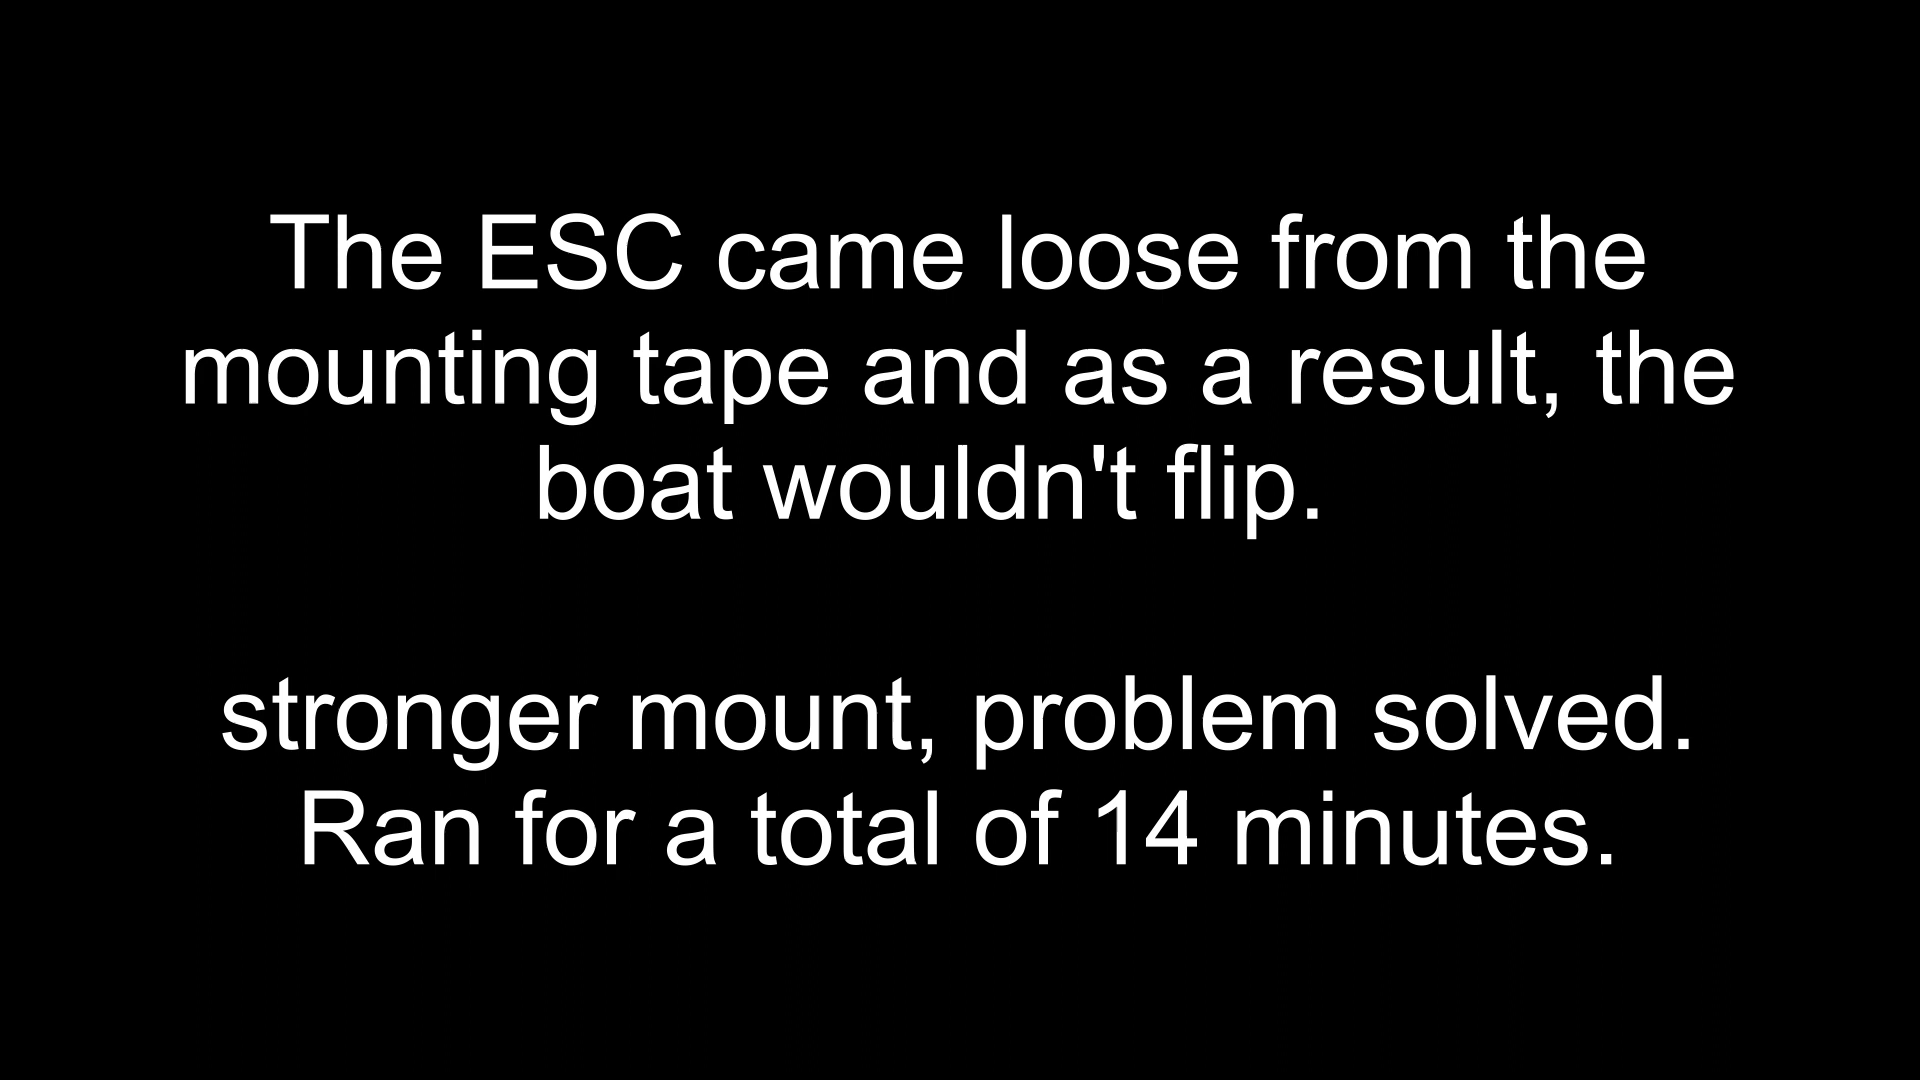 The ESC came loose from the
mounting tape and as a result, the
boat wouldn't flip.
stronger mount, problem solved.
Ran for a total of 14 minutes.